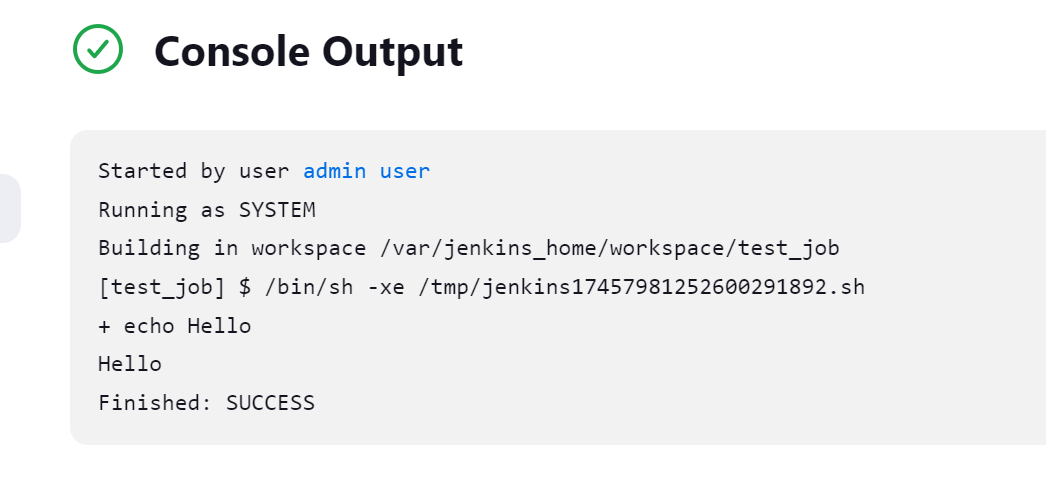 Console Output
Started by user admin user
Running as SYSTEM
Building in workspace /var/jenkins_home/workspace/test_job
[test_job] $ /bin/sh -xe /tmp/jenkins17457981252600291892.sh
+ echo Hello
Hello
Finished: SUCCESS